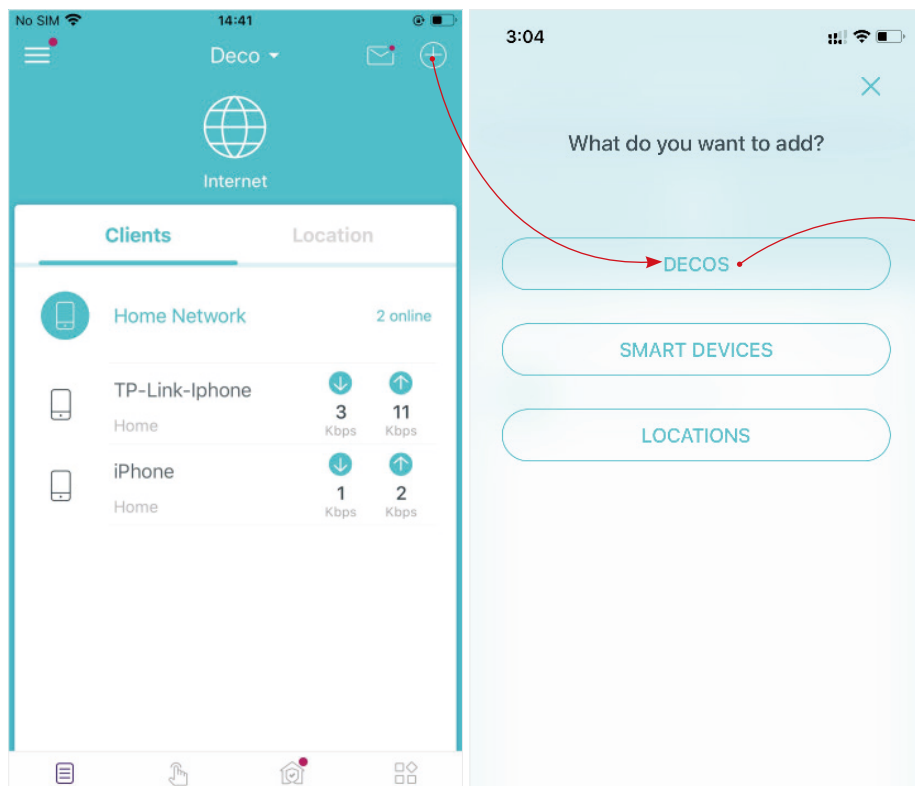 No SIM 14:41
Deco
Internet
Clients Location
Home Network 2 online
TP-Link-Iphone
Home
3 11
Kbps Kbps
iPhone
Home
1 2
Kbps Kbps
3:04
What do you want to add?
DECOS
SMART DEVICES
LOCATIONS